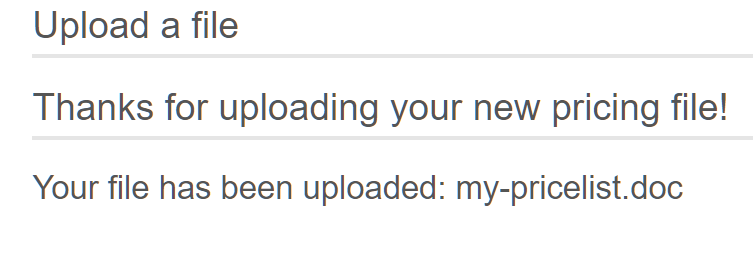 Upload a file
Thanks for uploading your new pricing file!
Your file has been uploaded: my-pricelist.doc